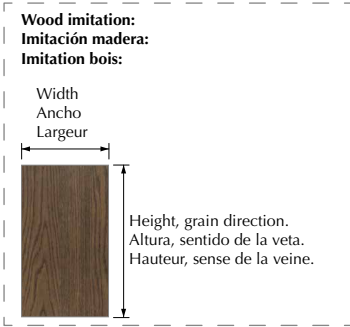 Wood imitation:
Imitación madera:
Imitation bois:
Width
Ancho
Largeur
Height, grain direction.
Altura, sentido de la veta.
Hauteur, sense de la veine.